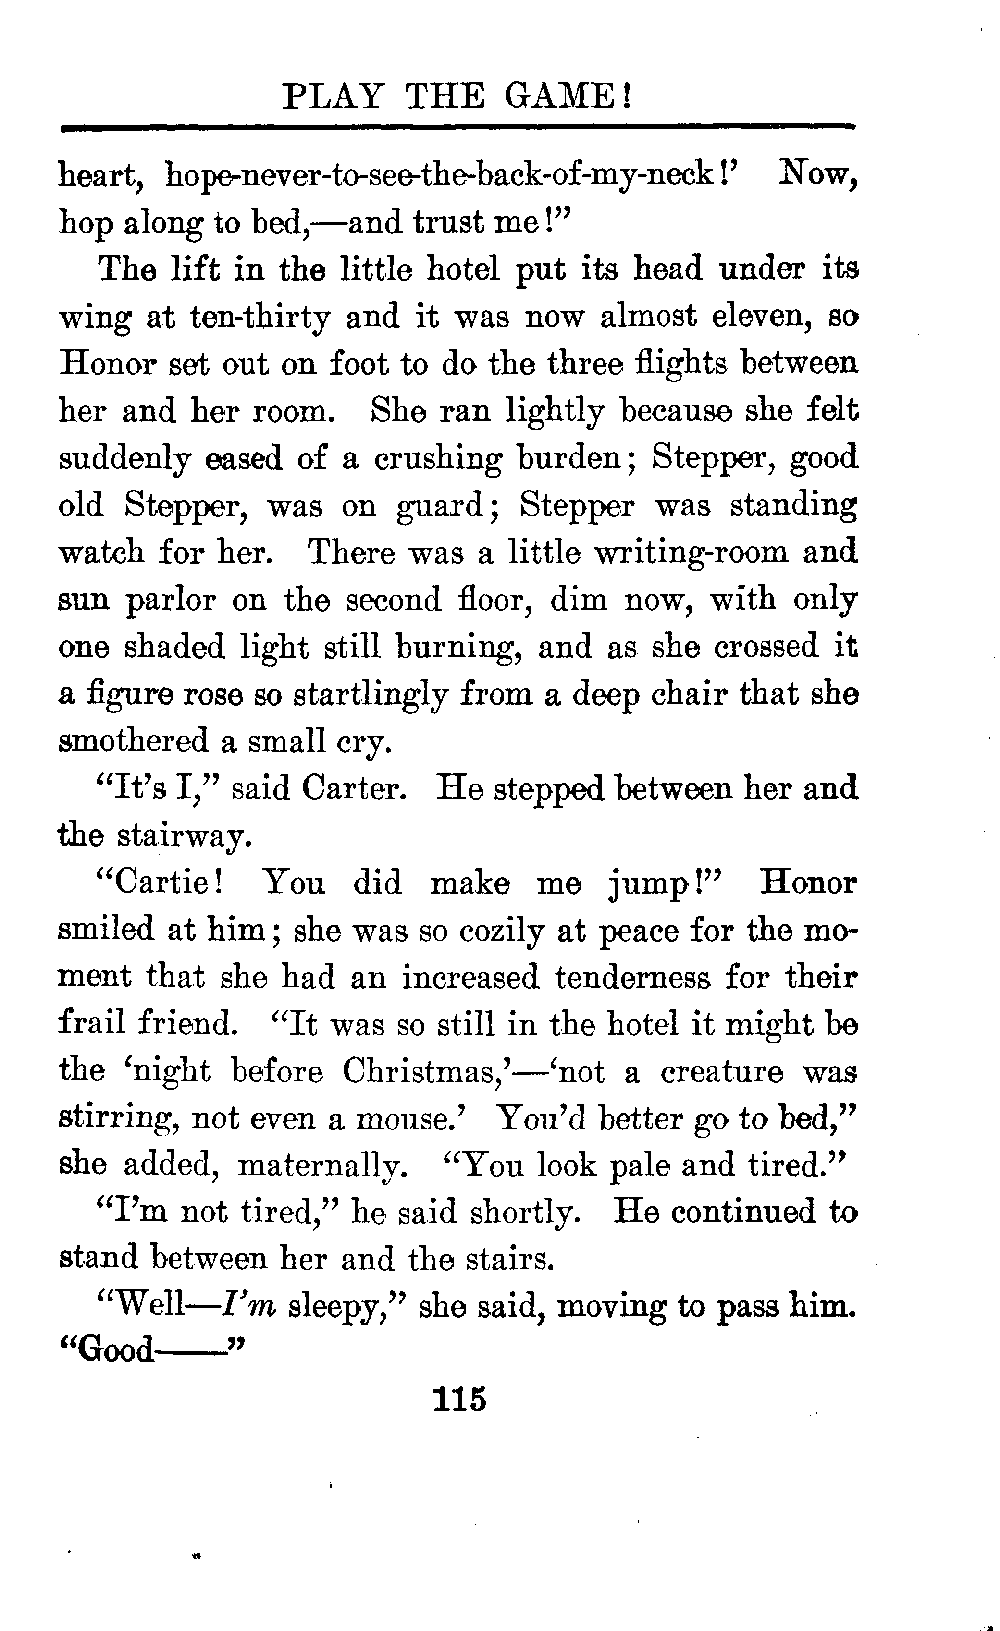 PLAY THE GAME!
heart, hope-never-to-see-the-back-of-my-neck!’ Now,
hop along to bed,—and trust me!”
The lift in the little hotel put its head under its
wing at ten-thirty and it was now almost eleven, so
Honor set out on foot to do the three flights between
her and her room. She ran lightly because she felt
suddenly eased of a crushing burden; Stepper, good
old Stepper, was on guard; Stepper was standing
watch for her. There was a little writing-room and
sun parlor on the second floor, dim now, with only
one shaded light still burning, and as she crossed it
a figure rose so startlingly from a deep chair that she
smothered a small cry.
“It’s I,” said Carter. He stepped between her and
the stairway.
“Cartie! You did make me jump!” Honor
smiled at him; she was so cozily at peace for the mo-
ment that she had an increased tenderness for their
frail friend. “It was so still in the hotel it might be
the ‘night before Christmas,’—‘not a creature was
stirring, not even a mouse.’ You’d better go to bed,”
she added, maternally. “You look pale and tired.”
“I’m not tired,” he said shortly. He continued to
stand between her and the stairs.
“Well—I’m sleepy,” she said, moving to pass him.
“Good——”
115